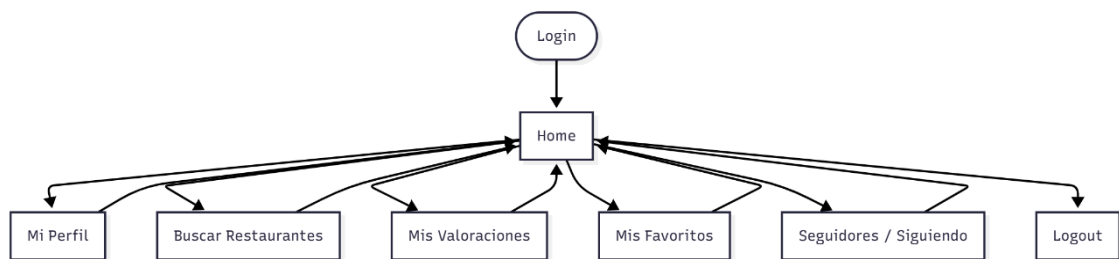 Login
Home
Mi Perfil
Buscar Restaurantes
Mis Valoraciones
Mis Favoritos
Seguidores / Siguiendo
Logout